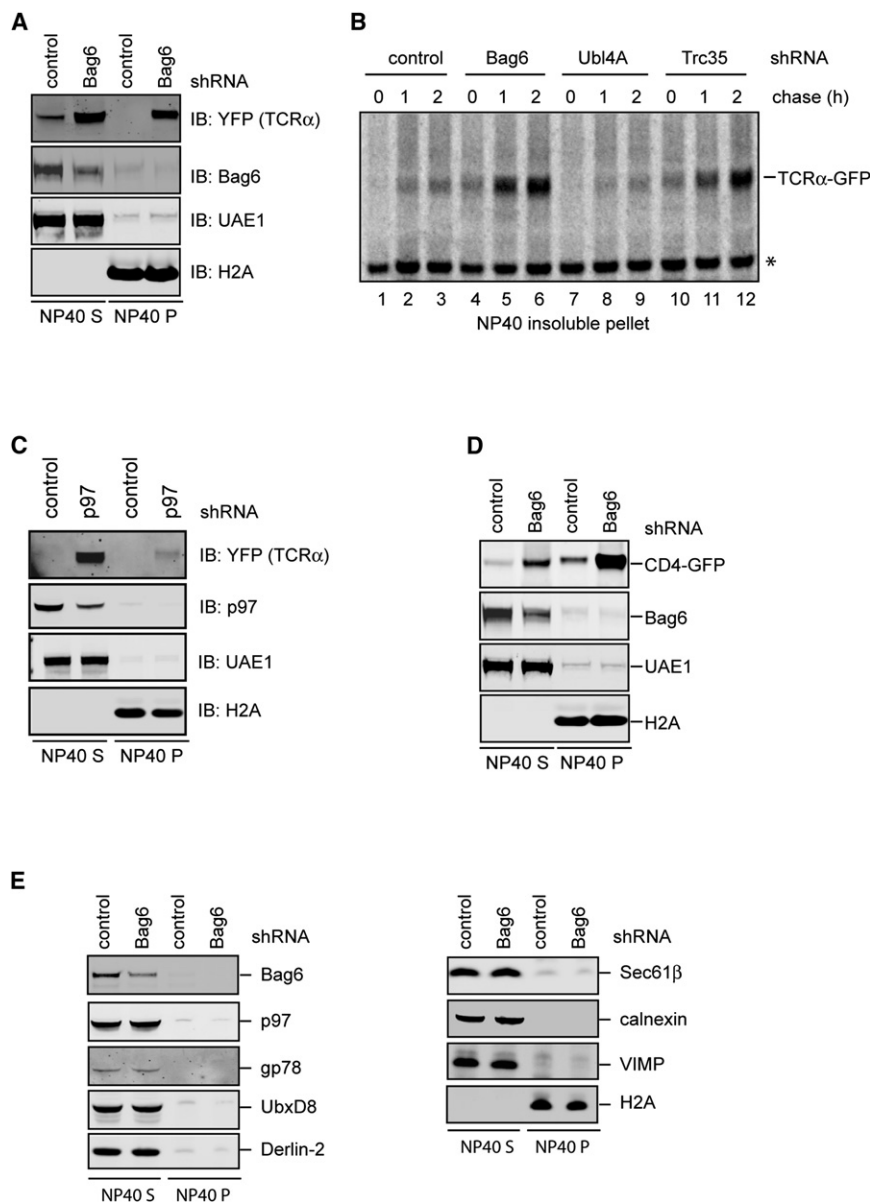 A
control
Bag6
control
Bag6
shRNA
IB: YFP (TCRα)
IB: Bag6
IB: UAE1
IB: H2A
NP40 S NP40 P
B
control Bag6 Ubl4A Trc35 shRNA
0 1 2 0 1 2 0 1 2 0 1 2 chase (h)
TCRα-GFP
*
1 2 3 4 5 6 7 8 9 10 11 12
NP40 insoluble pellet
C
control
p97
control
p97
shRNA
IB: YFP (TCRα)
IB: p97
IB: UAE1
IB: H2A
NP40 S NP40 P
D
control
Bag6
control
Bag6
shRNA
CD4-GFP
Bag6
UAE1
H2A
NP40 S NP40 P
E
control
Bag6
control
Bag6
shRNA
Bag6
p97
gp78
UbxD8
Derlin-2
NP40 S NP40 P
control
Bag6
control
Bag6
shRNA
Sec61β
calnexin
VIMP
H2A
NP40 S NP40 P